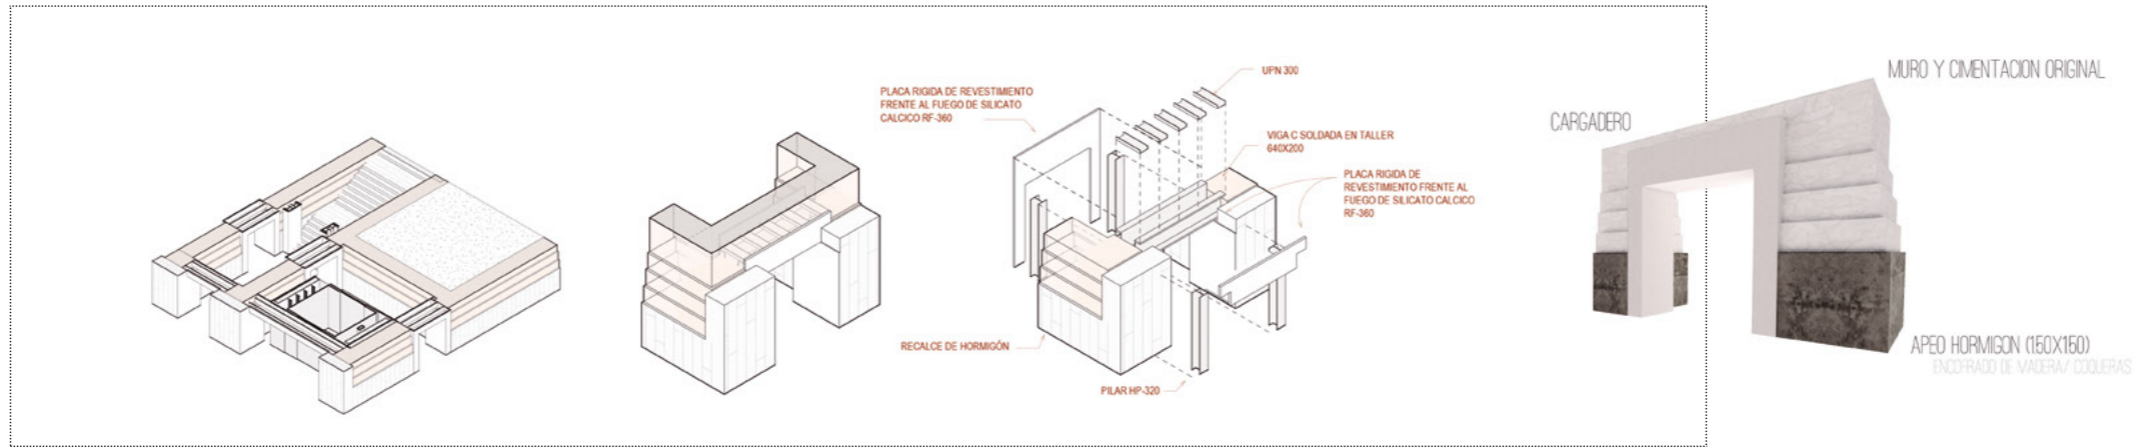 UPN 300
PLACA RIGIDA DE REVESTIMIENTO
FRENTE AL FUEGO DE SILICATO
CALCICO RF-360
VIGA C SOLDADA EN TALLER
640X200
PLACA RIGIDA DE
REVESTIMIENTO FRENTE AL
FUEGO DE SILICATO CALCICO
RF-360
RECALCE DE HORMIGÓN
PILAR HP-320
CARGADERO
MURO Y CIMENTACION ORIGINAL
APEO HORMIGON (150X150)
ENCOFRADO DE MADERA/ COQUERAS